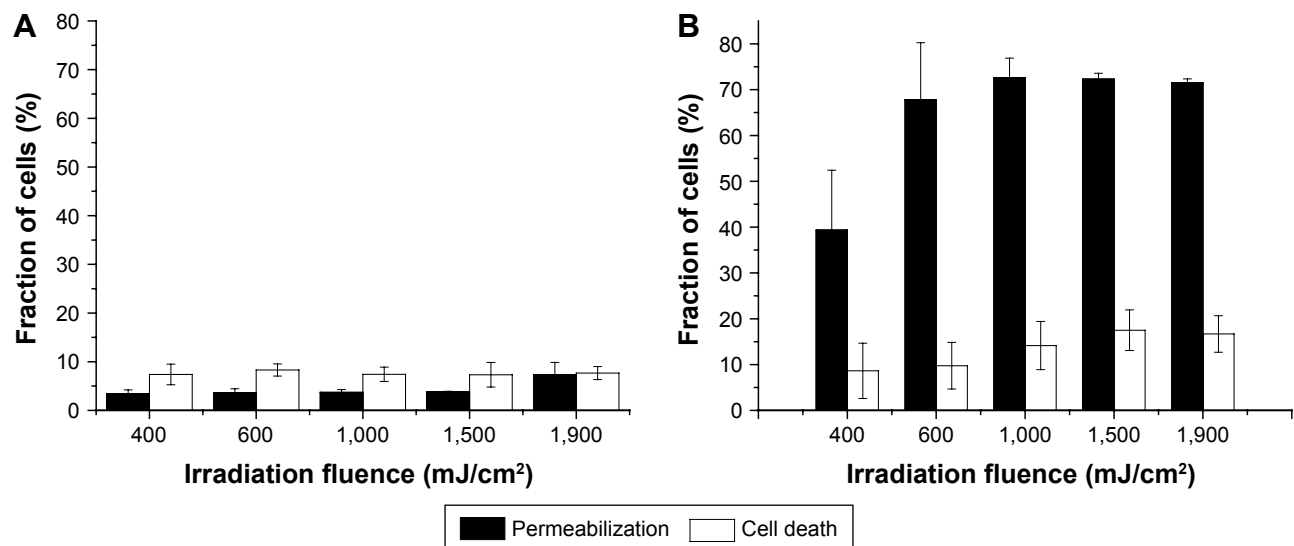 A
Fraction of cells (%)
80
70
60
50
40
30
20
10
0
400 600 1,000 1,500 1,900
Irradiation fluence (mJ/cm²)
B
Fraction of cells (%)
80
70
60
50
40
30
20
10
0
400 600 1,000 1,500 1,900
Irradiation fluence (mJ/cm²)
Permeabilization Cell death